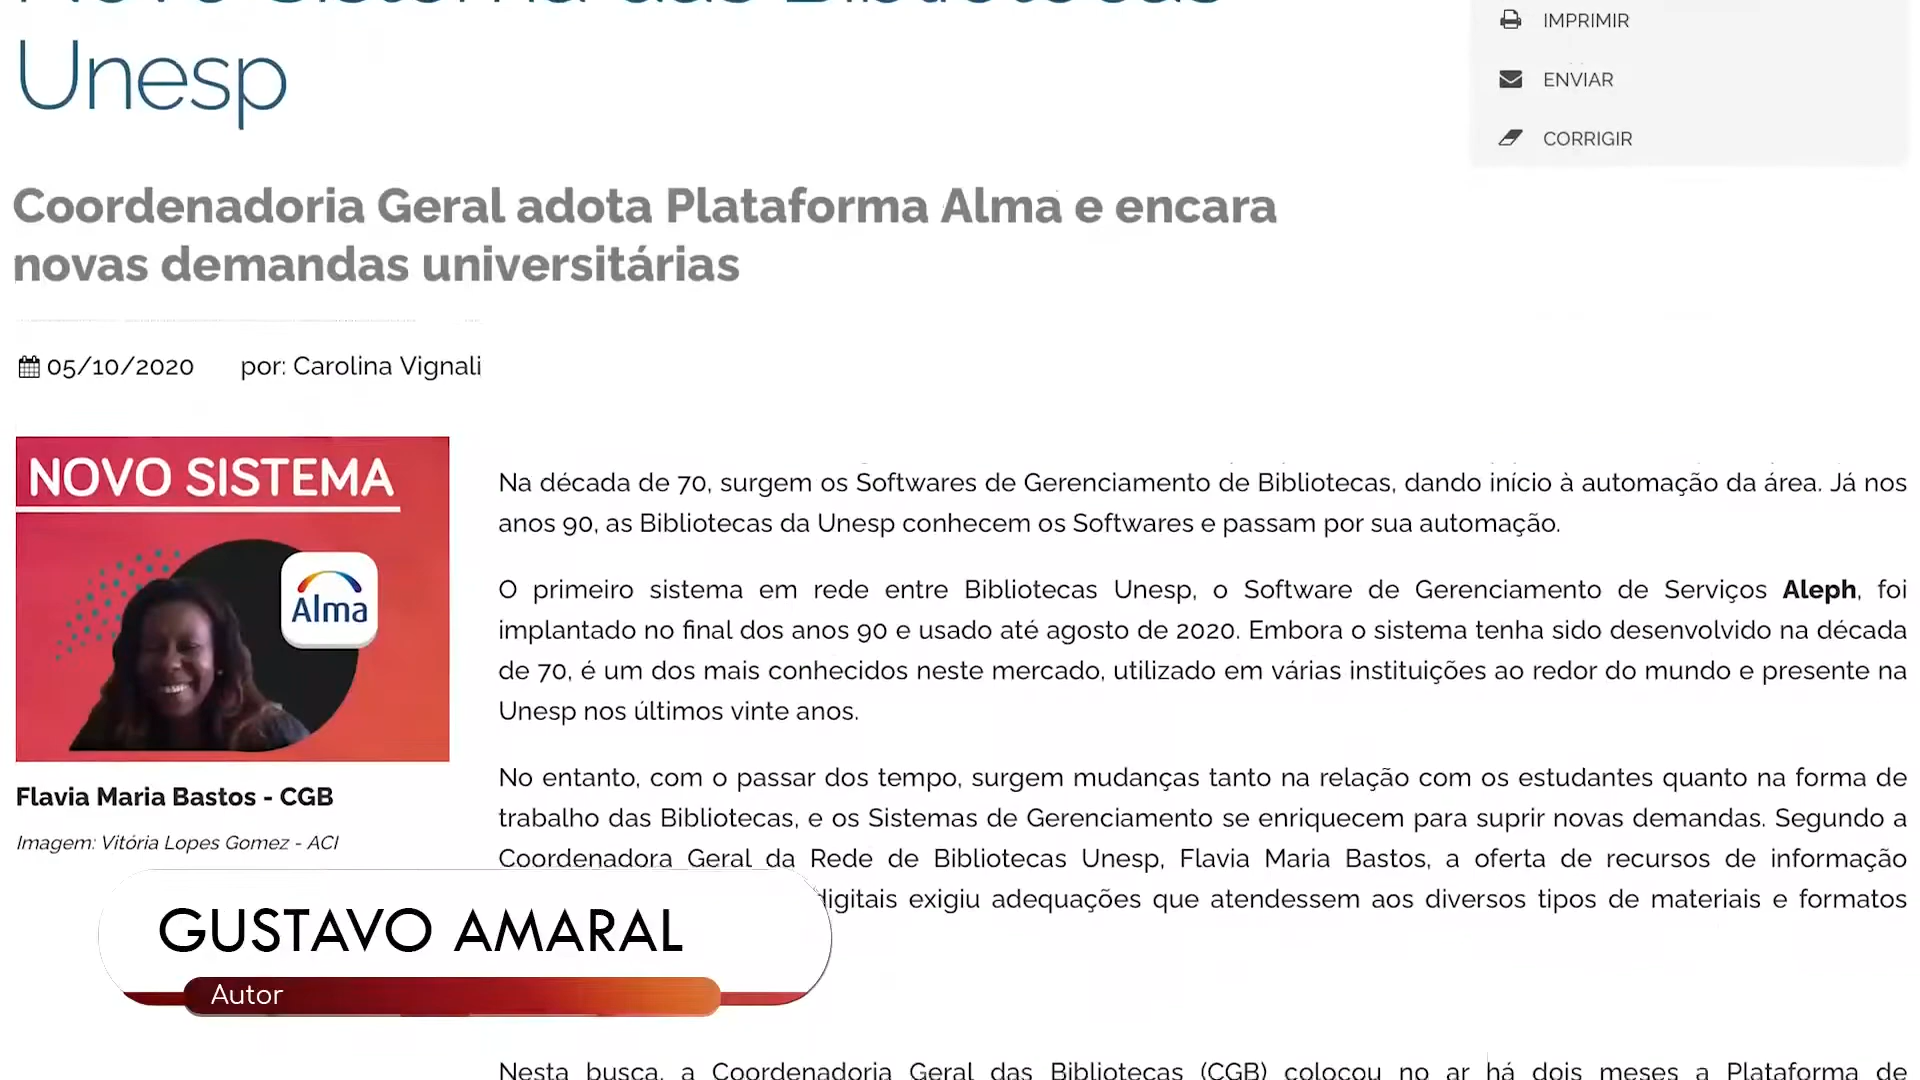 Novo Sistema das Bibliotecas
Unesp
IMPRIMIR
ENVIAR
CORRIGIR
Coordenadoria Geral adota Plataforma Alma e encara
novas demandas universitárias
05/10/2020 por: Carolina Vignali
NOVO SISTEMA
Alma
Flavia Maria Bastos - CGB
Imagem: Vitória Lopes Gomez - ACI
Na década de 70, surgem os Softwares de Gerenciamento de Bibliotecas, dando início à automação da área. Já nos
anos 90, as Bibliotecas da Unesp conhecem os Softwares e passam por sua automação.
O primeiro sistema em rede entre Bibliotecas Unesp, o Software de Gerenciamento de Serviços Aleph, foi
implantado no final dos anos 90 e usado até agosto de 2020. Embora o sistema tenha sido desenvolvido na década
de 70, é um dos mais conhecidos neste mercado, utilizado em várias instituições ao redor do mundo e presente na
Unesp nos últimos vinte anos.
No entanto, com o passar dos tempo, surgem mudanças tanto na relação com os estudantes quanto na forma de
trabalho das Bibliotecas, e os Sistemas de Gerenciamento se enriquecem para suprir novas demandas. Segundo a
Coordenadora Geral da Rede de Bibliotecas Unesp, Flavia Maria Bastos, a oferta de recursos de informação
digitais exigiu adequações que atendessem aos diversos tipos de materiais e formatos
GUSTAVO AMARAL
Autor
Nesta busca, a Coordenadoria Geral das Bibliotecas (CGB) colocou no ar há dois meses a Plataforma de